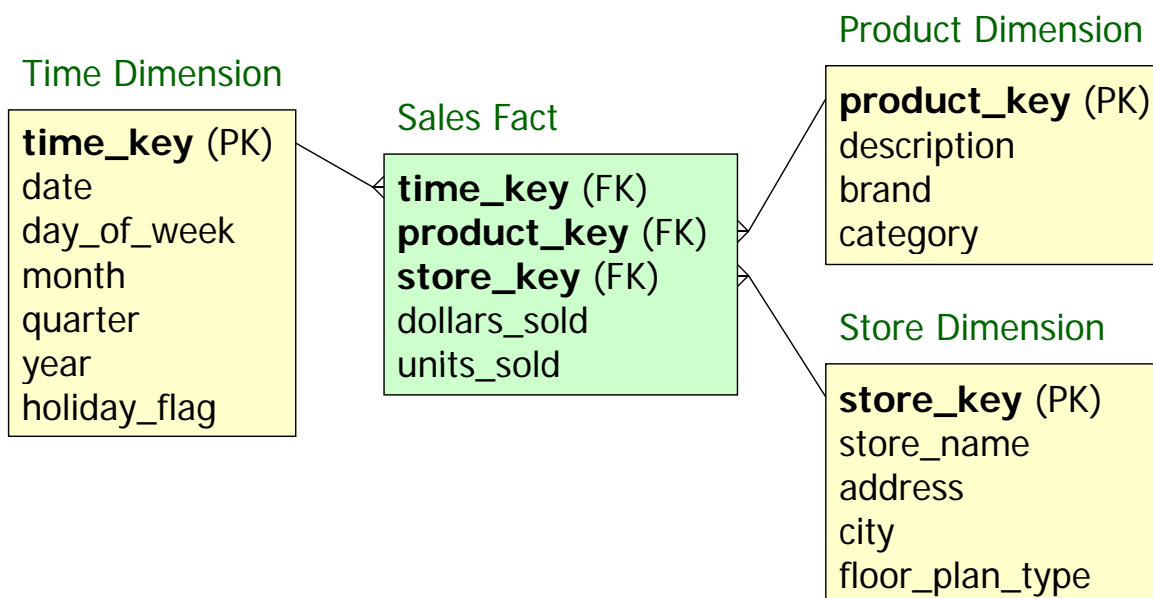 Time Dimension
time_key (PK)
date
day_of_week
month
quarter
year
holiday_flag
Sales Fact
time_key (FK)
product_key (FK)
store_key (FK)
dollars_sold
units_sold
Product Dimension
product_key (PK)
description
brand
category
Store Dimension
store_key (PK)
store_name
address
city
floor_plan_type